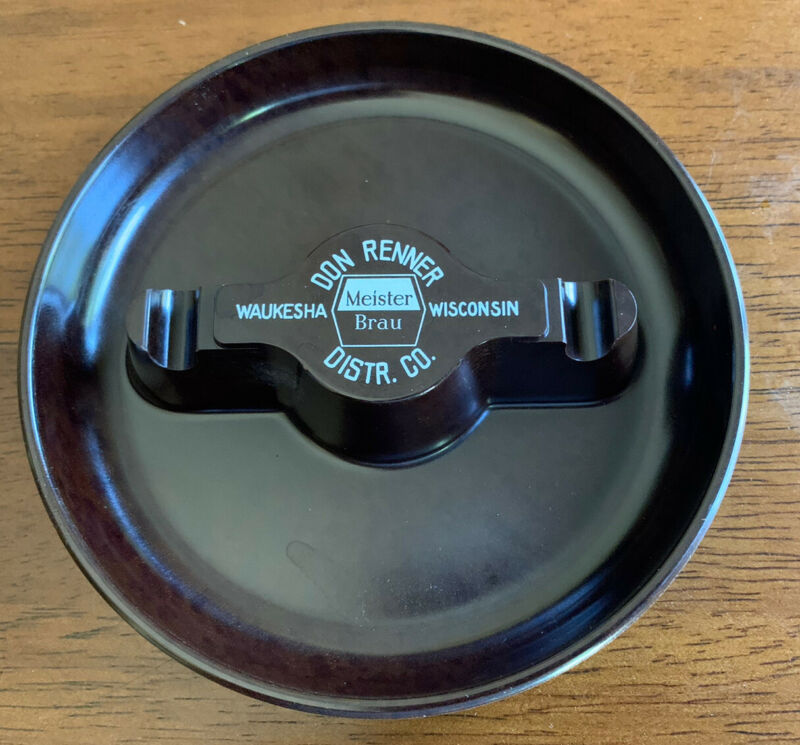 DON RENNER
WAUKESHA
Meister
Brau
WISCONSIN
DISTR. CO.